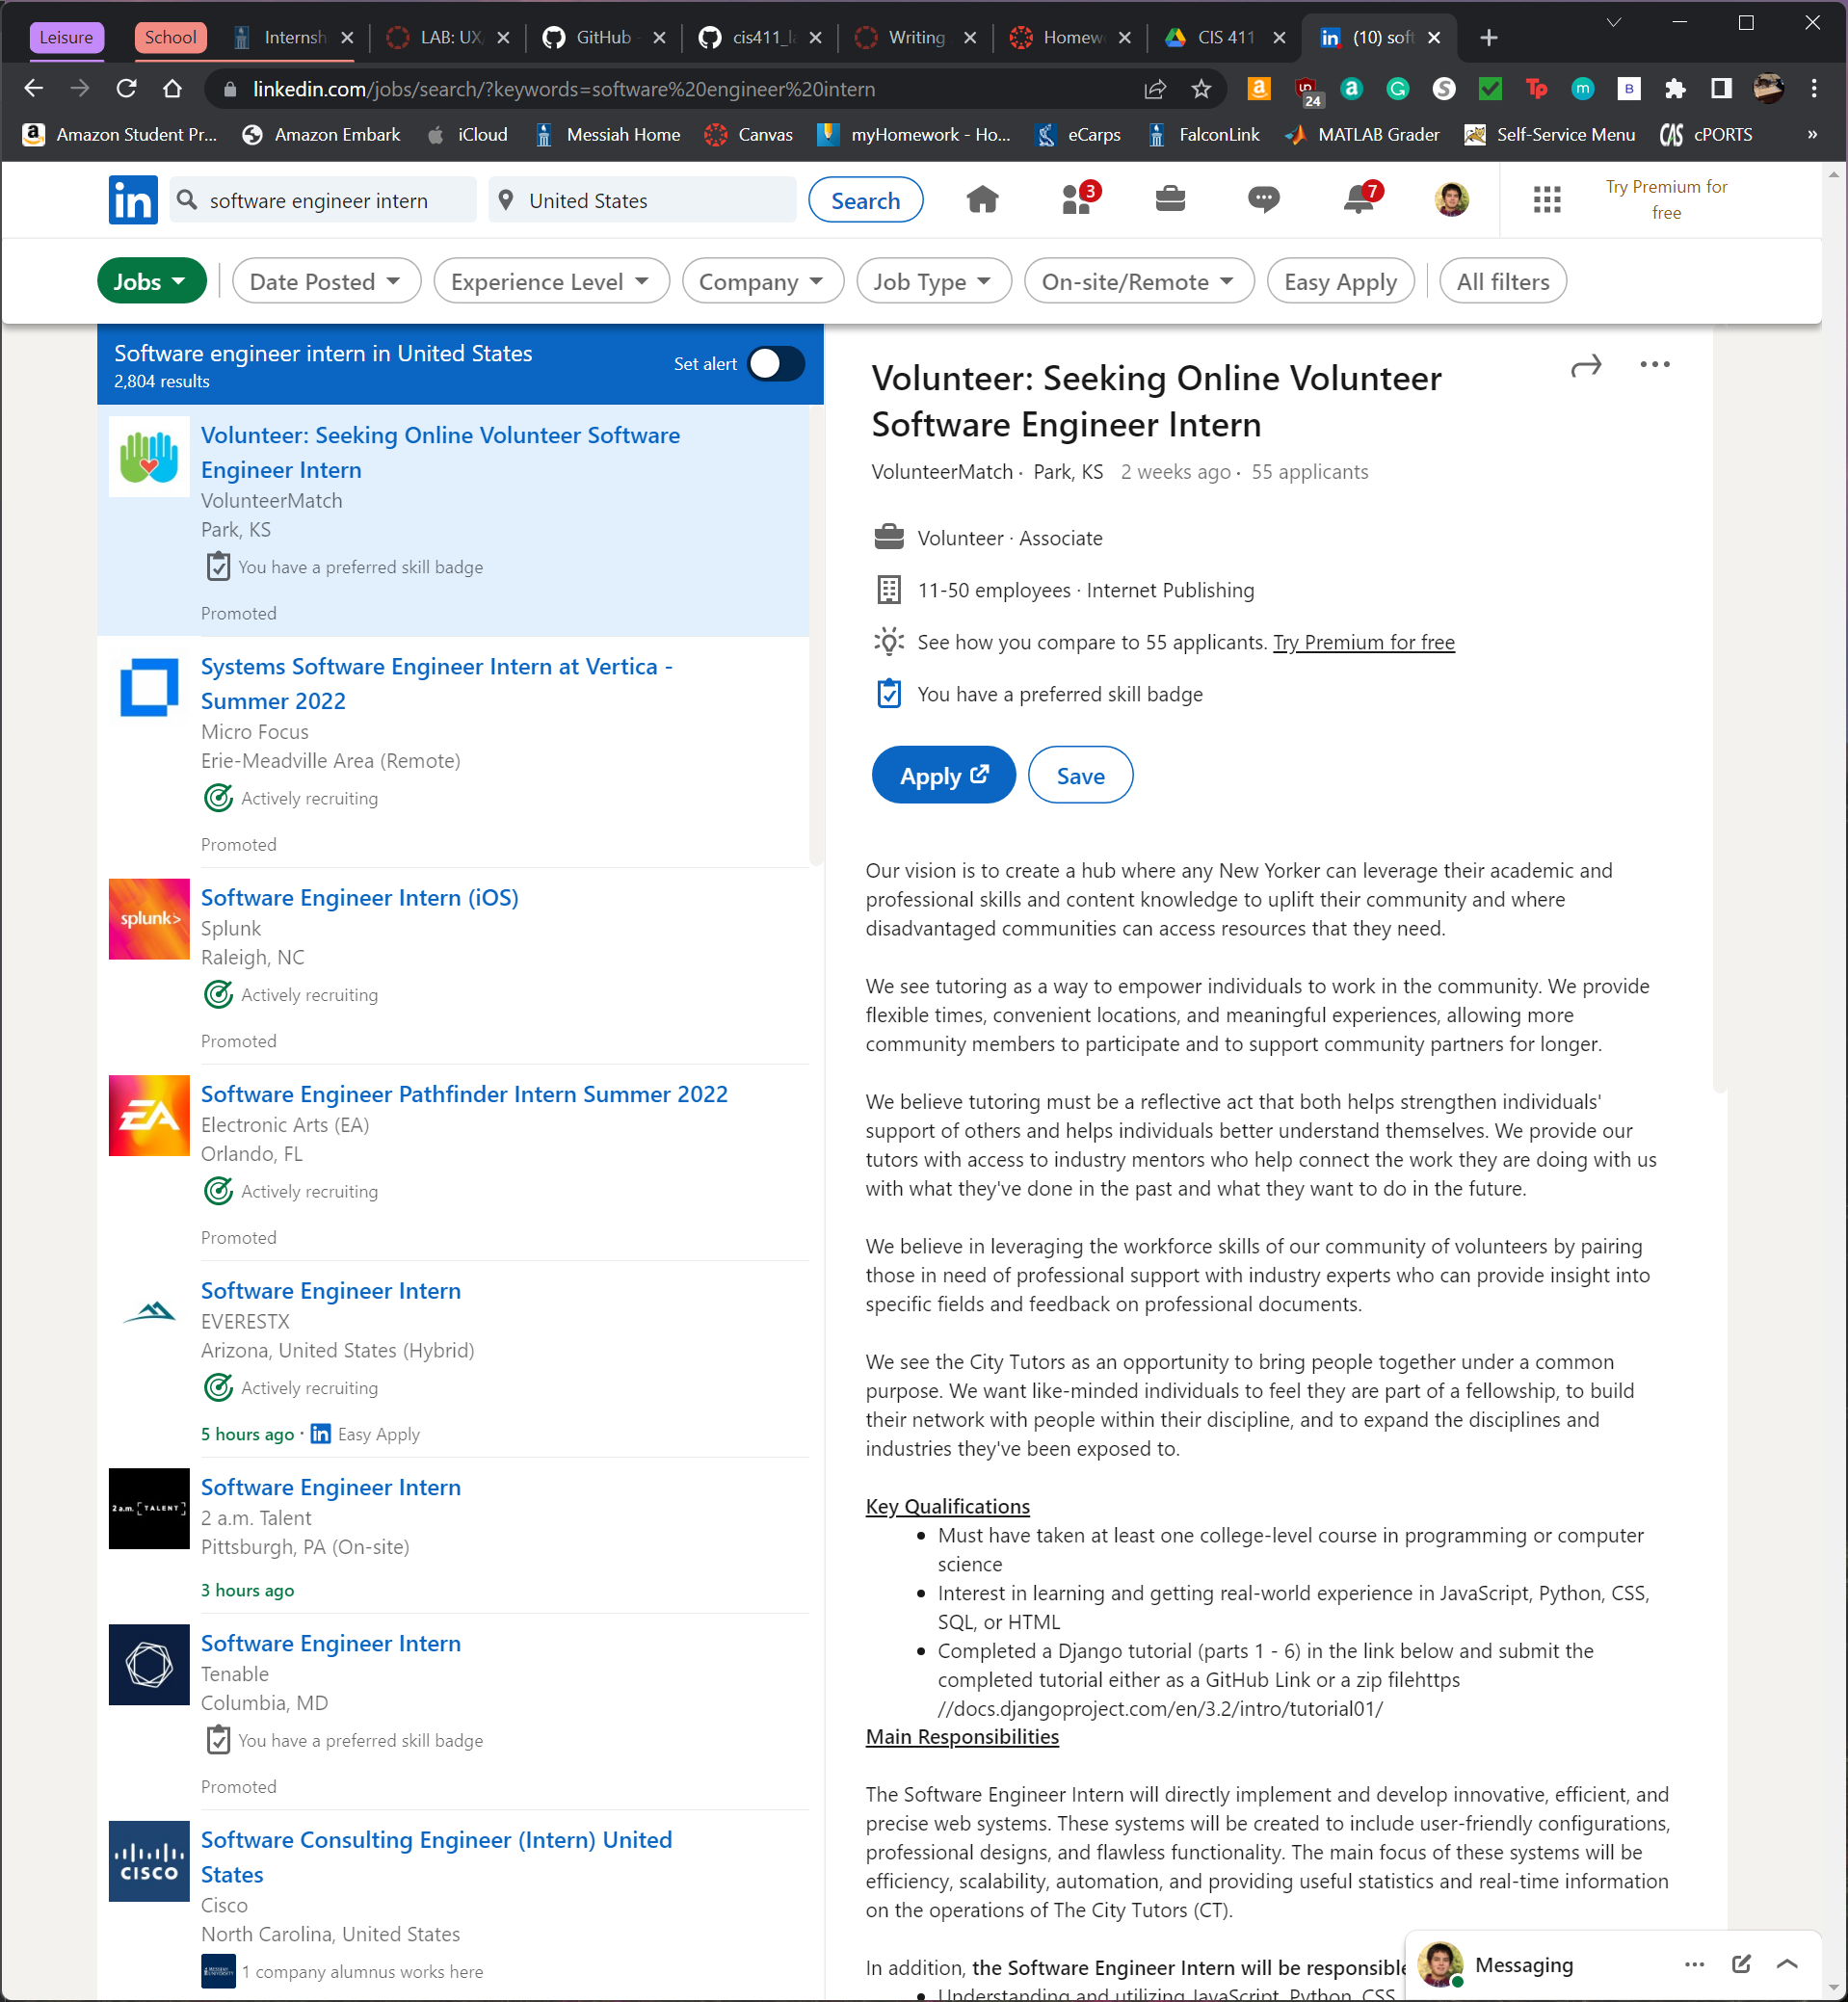 Leisure
School
Internsh
LAB: UX
GitHub
cis411_la
Writing
Homew
CIS 411
(10) soft
linkedin.com/jobs/search/?keywords=software%20engineer%20intern
24
Amazon Student Pr...
Amazon Embark
iCloud
Messiah Home
Canvas
myHomework - Ho...
eCarps
FalconLink
MATLAB Grader
Self-Service Menu
cPORTS
»
in
software engineer intern
United States
Search
3
7
Try Premium for
free
Jobs
Date Posted
Experience Level
Company
Job Type
On-site/Remote
Easy Apply
All filters
Software engineer intern in United States
2,804 results
Set alert
Volunteer: Seeking Online Volunteer Software
Engineer Intern
VolunteerMatch
Park, KS
You have a preferred skill badge
Promoted
Systems Software Engineer Intern at Vertica -
Summer 2022
Micro Focus
Erie-Meadville Area (Remote)
Actively recruiting
Promoted
splunk>
Software Engineer Intern (iOS)
Splunk
Raleigh, NC
Actively recruiting
Promoted
EA
Software Engineer Pathfinder Intern Summer 2022
Electronic Arts (EA)
Orlando, FL
Actively recruiting
Promoted
Software Engineer Intern
EVERESTX
Arizona, United States (Hybrid)
Actively recruiting
5 hours ago · in Easy Apply
2 a.m. [TALENT]
Software Engineer Intern
2 a.m. Talent
Pittsburgh, PA (On-site)
3 hours ago
Software Engineer Intern
Tenable
Columbia, MD
You have a preferred skill badge
Promoted
CISCO
Software Consulting Engineer (Intern) United
States
Cisco
North Carolina, United States
1 company alumnus works here
Volunteer: Seeking Online Volunteer
Software Engineer Intern
VolunteerMatch · Park, KS 2 weeks ago · 55 applicants
Volunteer · Associate
11-50 employees · Internet Publishing
See how you compare to 55 applicants. Try Premium for free
You have a preferred skill badge
Apply
Save
Our vision is to create a hub where any New Yorker can leverage their academic and
professional skills and content knowledge to uplift their community and where
disadvantaged communities can access resources that they need.
We see tutoring as a way to empower individuals to work in the community. We provide
flexible times, convenient locations, and meaningful experiences, allowing more
community members to participate and to support community partners for longer.
We believe tutoring must be a reflective act that both helps strengthen individuals'
support of others and helps individuals better understand themselves. We provide our
tutors with access to industry mentors who help connect the work they are doing with us
with what they've done in the past and what they want to do in the future.
We believe in leveraging the workforce skills of our community of volunteers by pairing
those in need of professional support with industry experts who can provide insight into
specific fields and feedback on professional documents.
We see the City Tutors as an opportunity to bring people together under a common
purpose. We want like-minded individuals to feel they are part of a fellowship, to build
their network with people within their discipline, and to expand the disciplines and
industries they've been exposed to.
Key Qualifications
• Must have taken at least one college-level course in programming or computer
science
• Interest in learning and getting real-world experience in JavaScript, Python, CSS,
SQL, or HTML
• Completed a Django tutorial (parts 1 - 6) in the link below and submit the
completed tutorial either as a GitHub Link or a zip filehttps
//docs.djangoproject.com/en/3.2/intro/tutorial01/
Main Responsibilities
The Software Engineer Intern will directly implement and develop innovative, efficient, and
precise web systems. These systems will be created to include user-friendly configurations,
professional designs, and flawless functionality. The main focus of these systems will be
efficiency, scalability, automation, and providing useful statistics and real-time information
on the operations of The City Tutors (CT).
In addition, the Software Engineer Intern will be responsible
• Understanding and utilizing JavaScript, Python, CSS,
Messaging